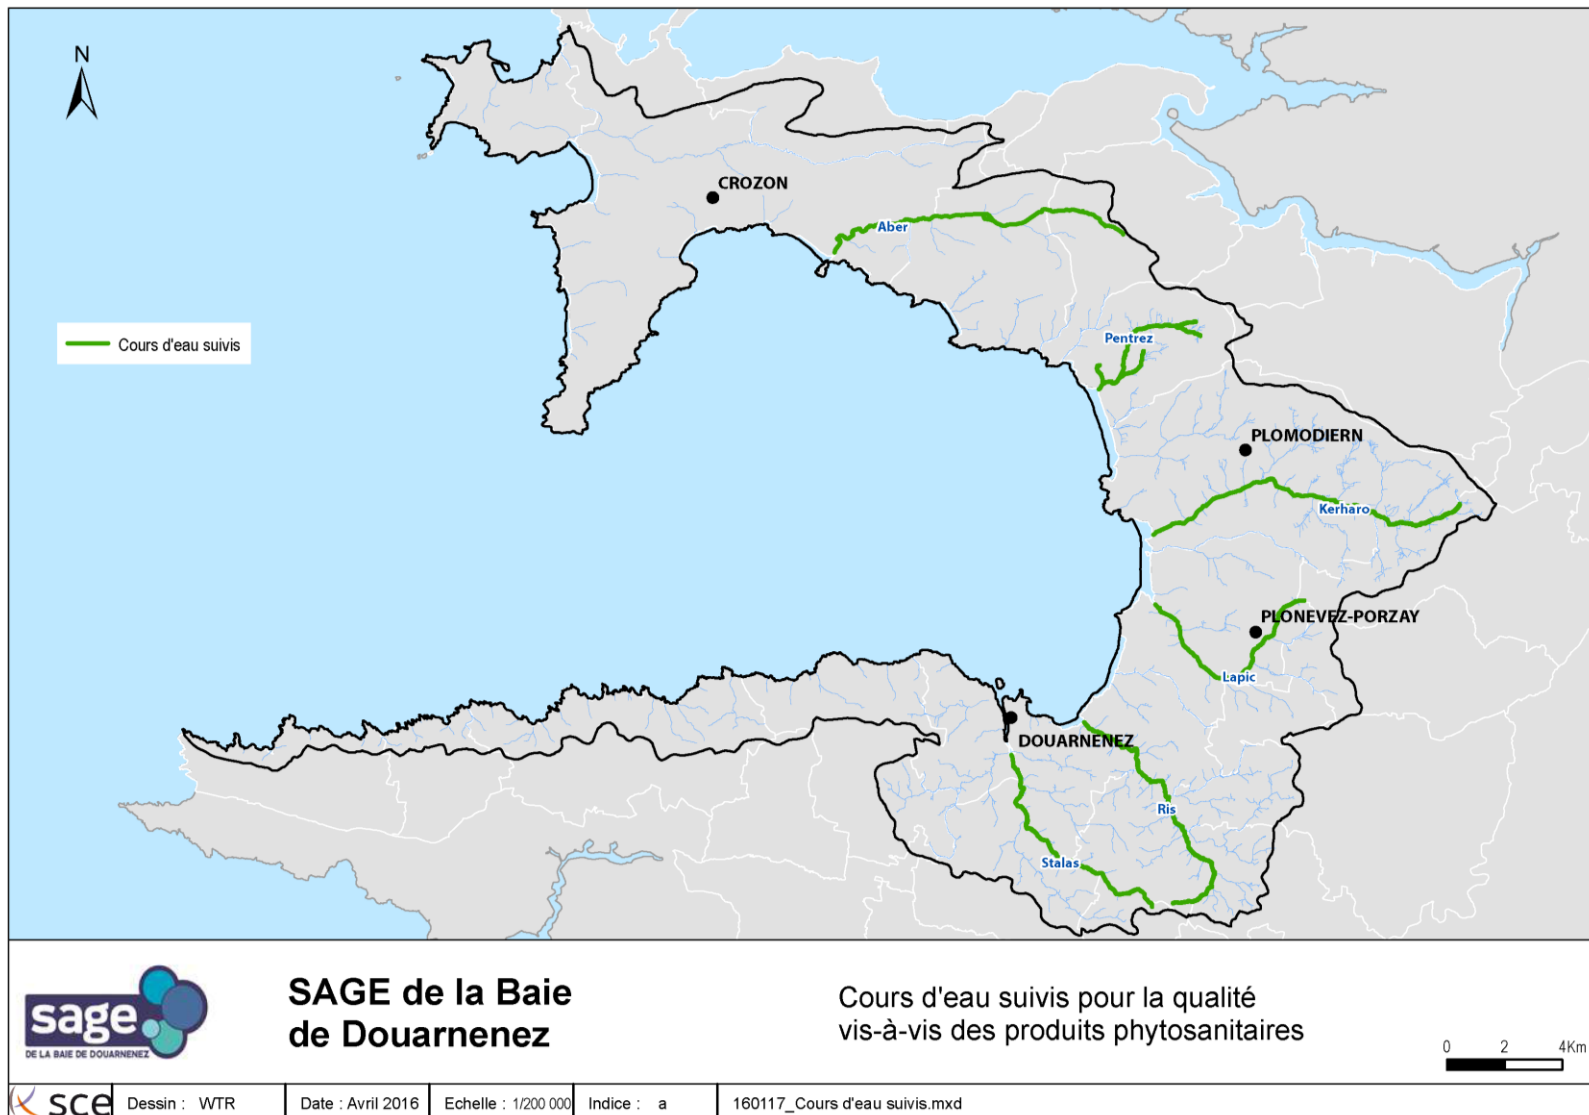 N
CROZON
Aber
Cours d'eau suivis
Pentrez
PLOMODIERN
Kerharo
PLONEVEZ-PORZAY
Lapic
DOUARNENEZ
Ris
Stalas
sage
DE LA BAIE DE DOUARNENEZ
SAGE de la Baie
de Douarnenez
Cours d'eau suivis pour la qualité
vis-à-vis des produits phytosanitaires
0 2 4Km
sce
Dessin : WTR
Date : Avril 2016
Echelle : 1/200 000
Indice : a
160117_Cours d'eau suivis.mxd